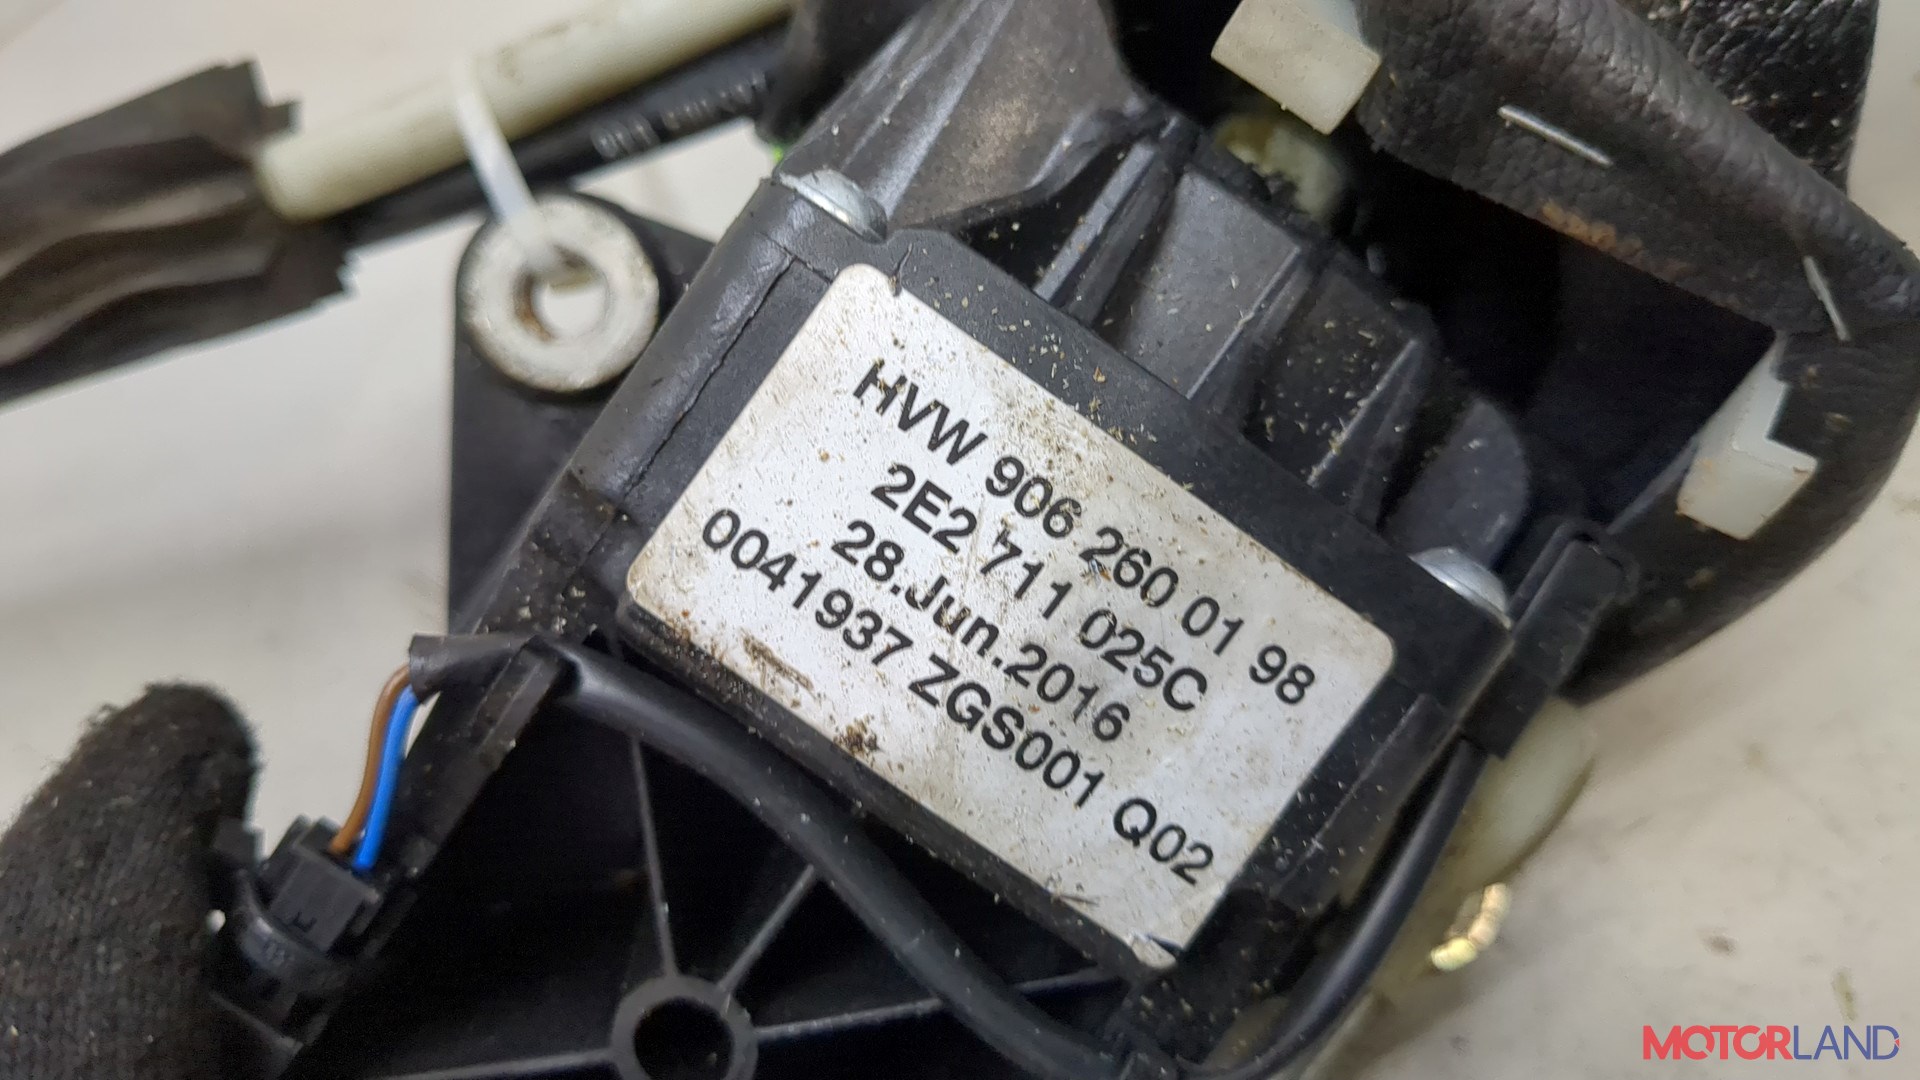 HVW 906 260 01 98
2E2 711 025C
28.Jun.2016
0041937 ZGS001 Q02
MOTORLAND